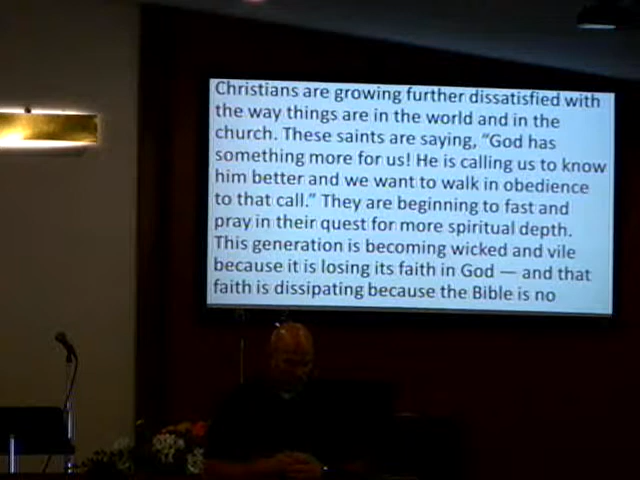 Christians are growing further dissatisfied with
the way things are in the world and in the
church. These saints are saying, “God has
something more for us! He is calling us to know
him better and we want to walk in obedience
to that call.” They are beginning to fast and
pray in their quest for more spiritual depth.
This generation is becoming wicked and vile
because it is losing its faith in God — and that
faith is dissipating because the Bible is no